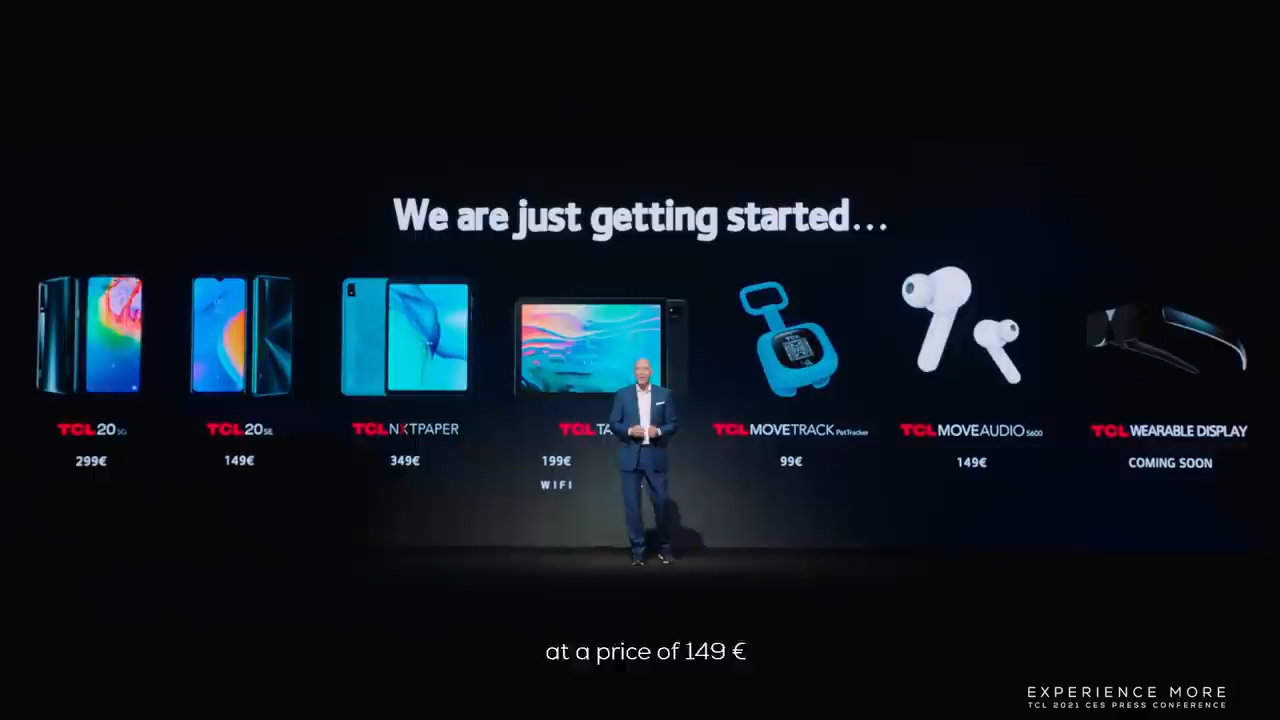 We are just getting started...
TCL 20 5G
TCL 20 SE
TCL NXTPAPER
TCL
TCL MOVETRACK PetTracker
TCL MOVEAUDIO S600
TCL WEARABLE DISPLAY
299€
149€
349€
199€
99€
149€
COMING SOON
WIFI
at a price of 149 €
EXPERIENCE MORE
TCL 2021 CES PRESS CONFERENCE